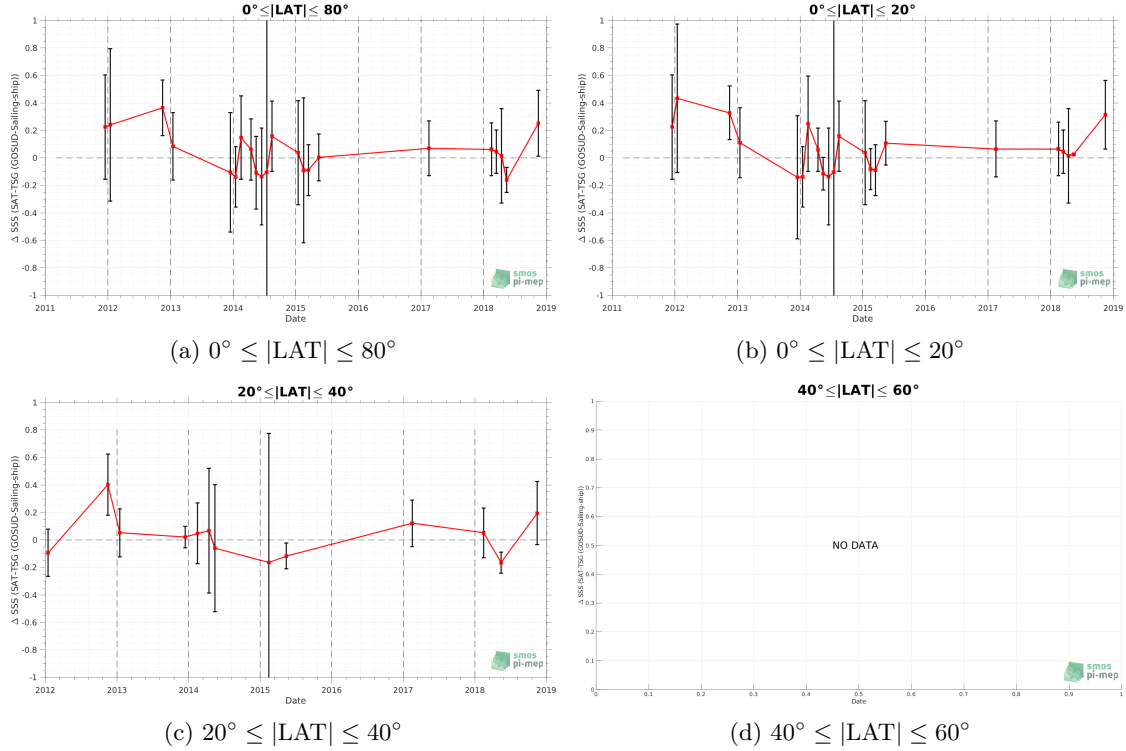 0°≤|LAT|≤ 80°
1
0.8
0.6
0.4
0.2
0
-0.2
-0.4
-0.6
-0.8
-1
Δ SSS (SAT-TSG (GOSUD-Sailing-ship))
2011 2012 2013 2014 2015 2016 2017 2018 2019
Date
smos
pi-mep
(a) 0° ≤ |LAT| ≤ 80°
0°≤|LAT|≤ 20°
1
0.8
0.6
0.4
0.2
0
-0.2
-0.4
-0.6
-0.8
-1
Δ SSS (SAT-TSG (GOSUD-Sailing-ship))
2011 2012 2013 2014 2015 2016 2017 2018 2019
Date
smos
pi-mep
(b) 0° ≤ |LAT| ≤ 20°
20°≤|LAT|≤ 40°
1
0.8
0.6
0.4
0.2
0
-0.2
-0.4
-0.6
-0.8
-1
Δ SSS (SAT-TSG (GOSUD-Sailing-ship))
2012 2013 2014 2015 2016 2017 2018 2019
Date
smos
pi-mep
(c) 20° ≤ |LAT| ≤ 40°
40°≤|LAT|≤ 60°
1
0.9
0.8
0.7
0.6
0.5
0.4
0.3
0.2
0.1
0
Δ SSS (SAT-TSG (GOSUD-Sailing-ship))
NO DATA
0 0.1 0.2 0.3 0.4 0.5 0.6 0.7 0.8 0.9 1
Date
smos
pi-mep
(d) 40° ≤ |LAT| ≤ 60°